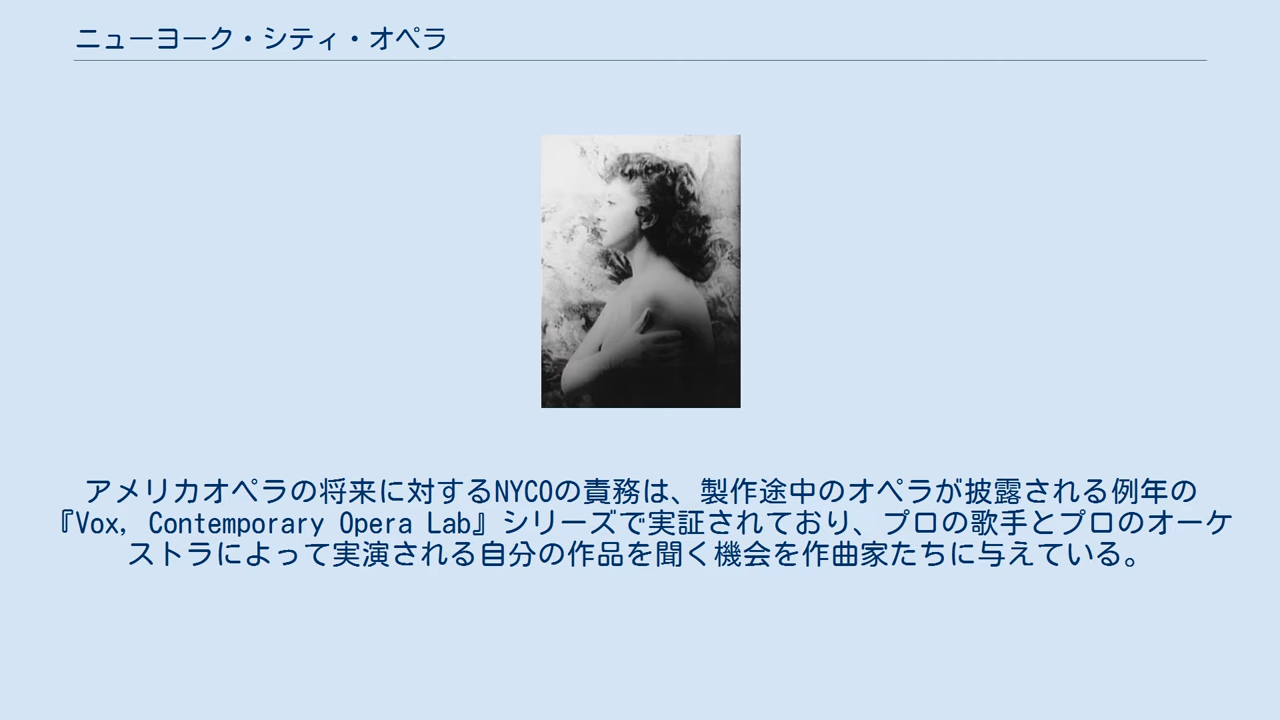 ニューヨーク・シティ・オペラ
アメリカオペラの将来に対するNYCOの責務は、製作途中のオペラが披露される例年の
『Vox, Contemporary Opera Lab』シリーズで実証されており、プロの歌手とプロのオーケ
ストラによって実演される自分の作品を聞く機会を作曲家たちに与えている。